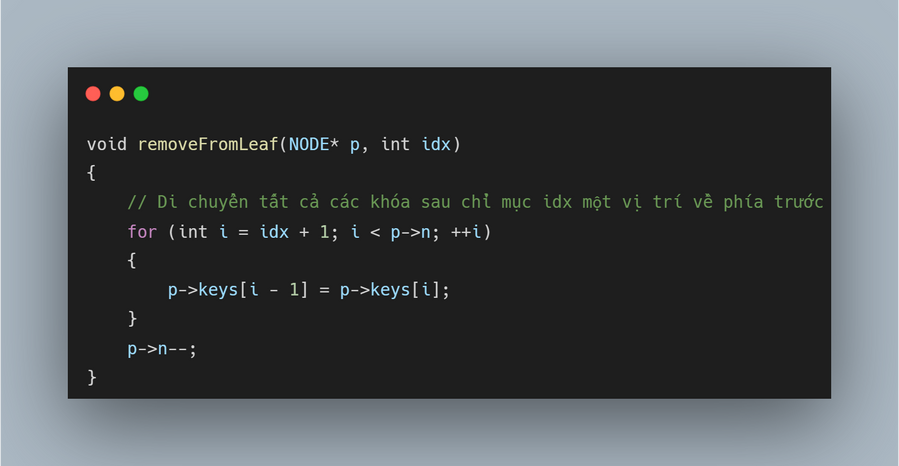 void removeFromLeaf(NODE* p, int idx)
{
    // Di chuyển tất cả các khóa sau chỉ mục idx một vị trí về phía trước
    for (int i = idx + 1; i < p->n; ++i)
    {
        p->keys[i - 1] = p->keys[i];
    }
    p->n--;
}